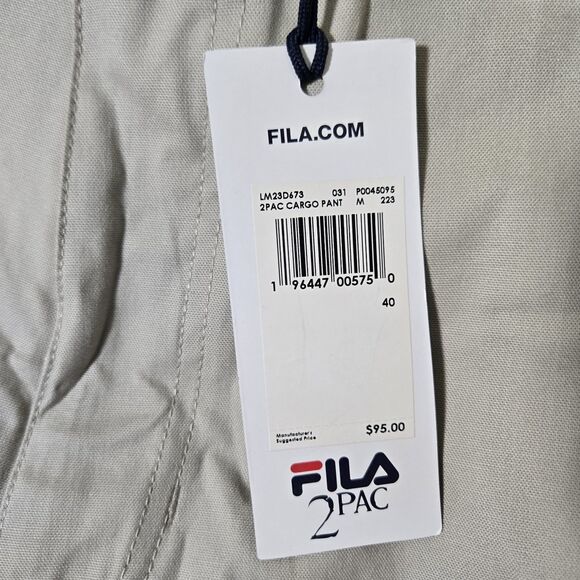 FILA.COM
LM23D673 031 P0045095
2PAC CARGO PANT M 223
1 96447 00575 0
40
Manufacturer's
Suggested Price $95.00
FILA
2PAC